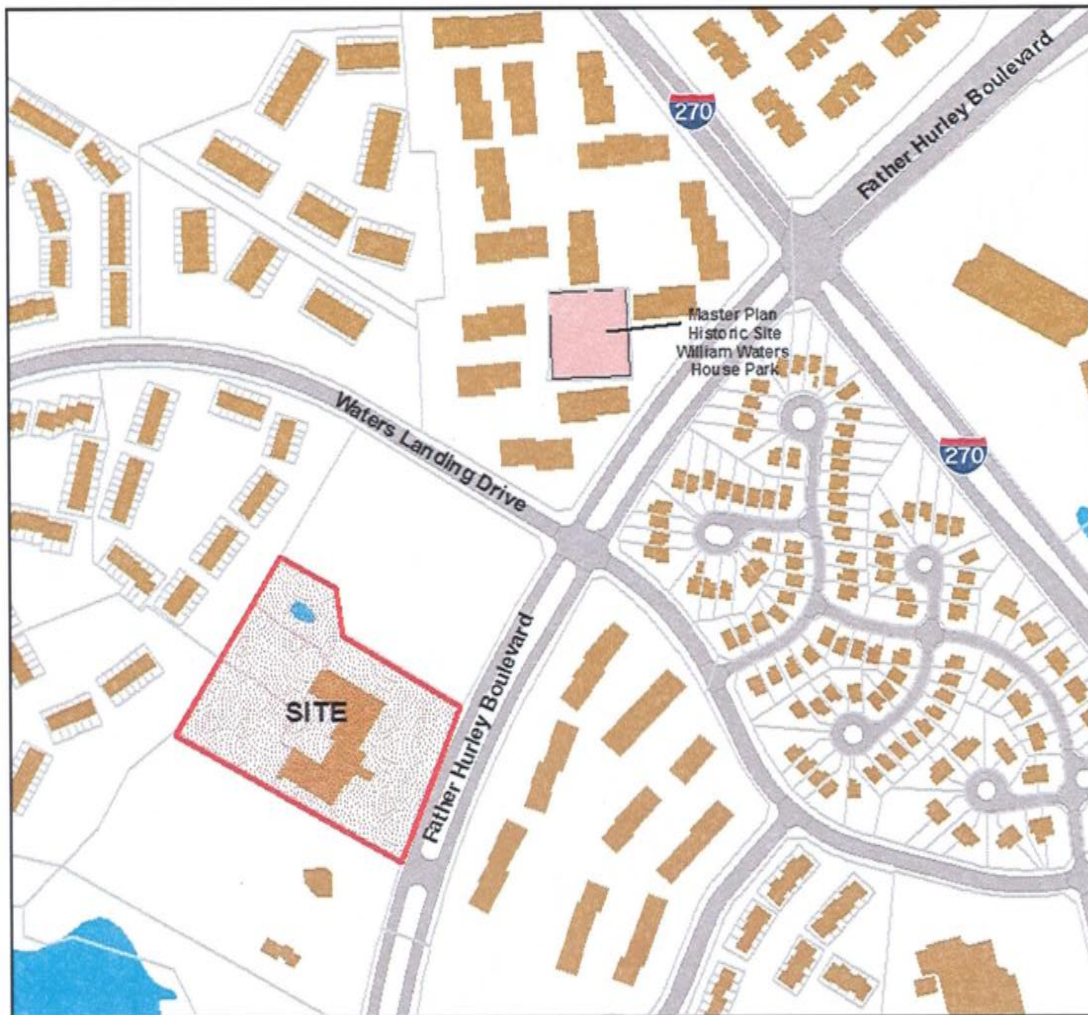 270
Father Hurley Boulevard
Master Plan
Historic Site
William Waters
House Park
Waters Landing Drive
270
SITE
Father Hurley Boulevard